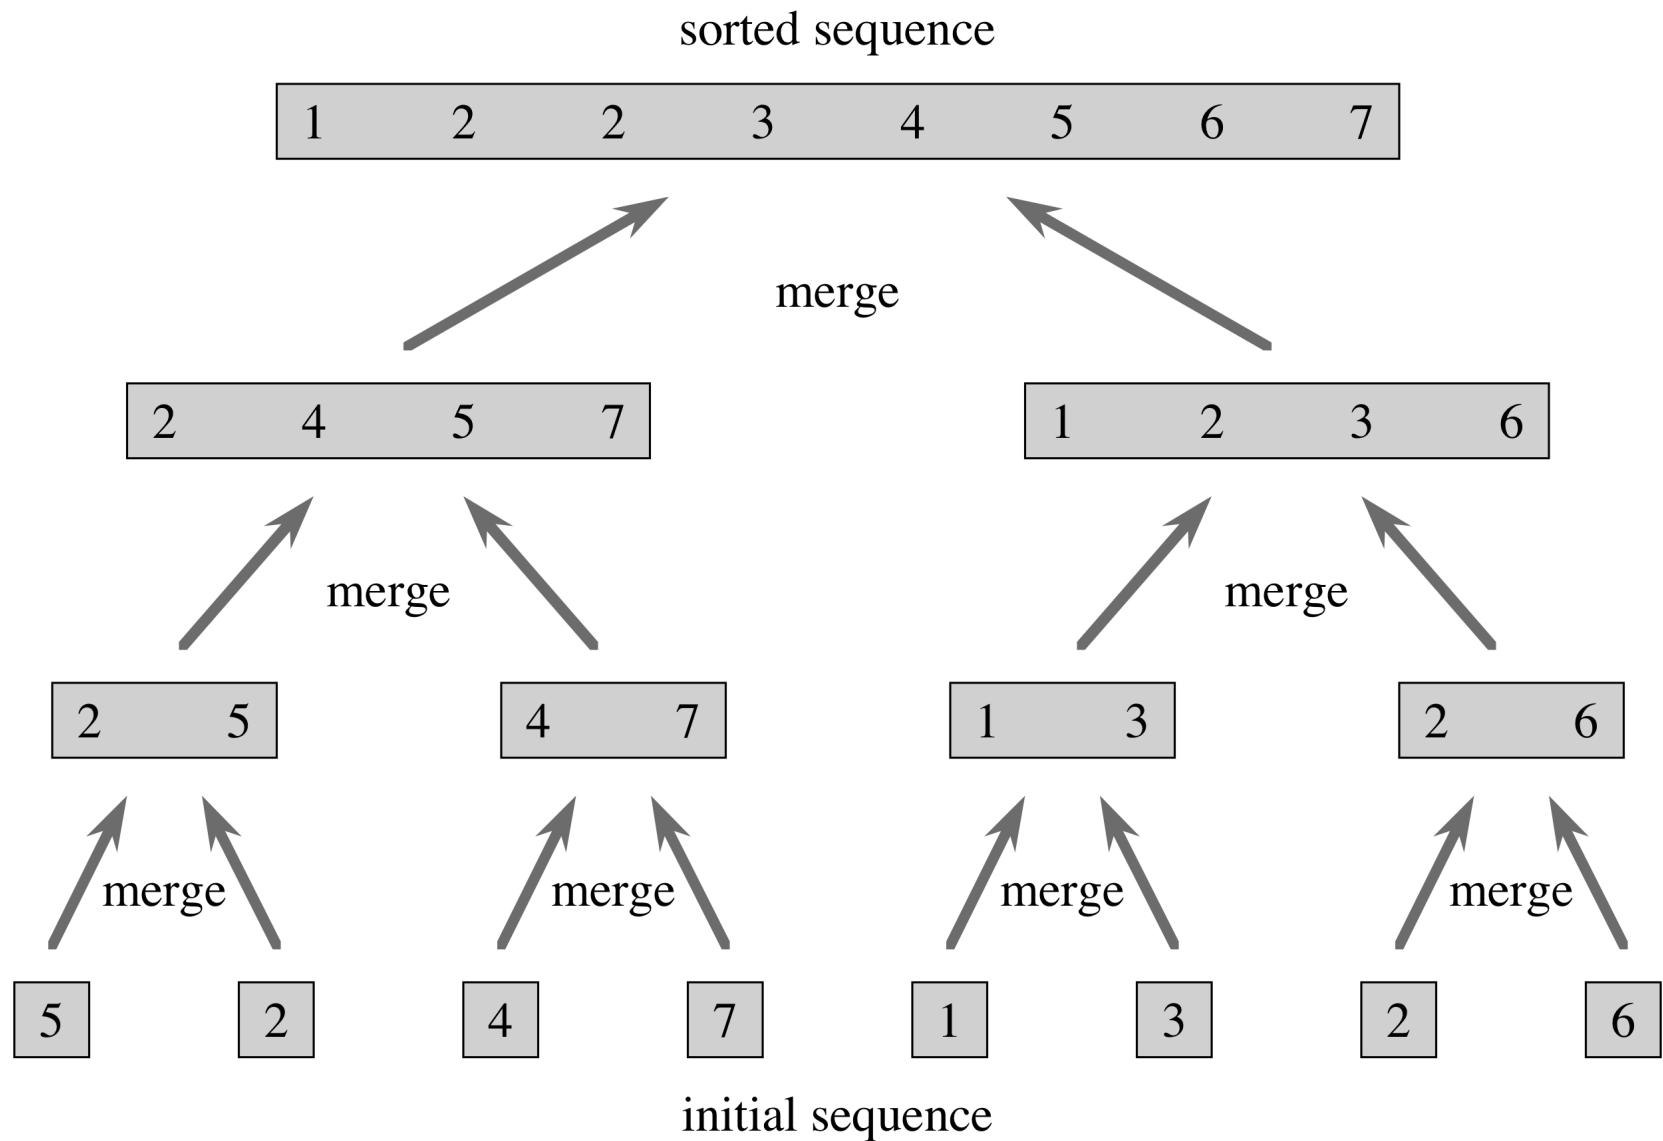 sorted sequence
1 2 2 3 4 5 6 7
merge
2 4 5 7
1 2 3 6
merge
merge
2 5
4 7
1 3
2 6
merge
merge
merge
merge
5
2
4
7
1
3
2
6
initial sequence